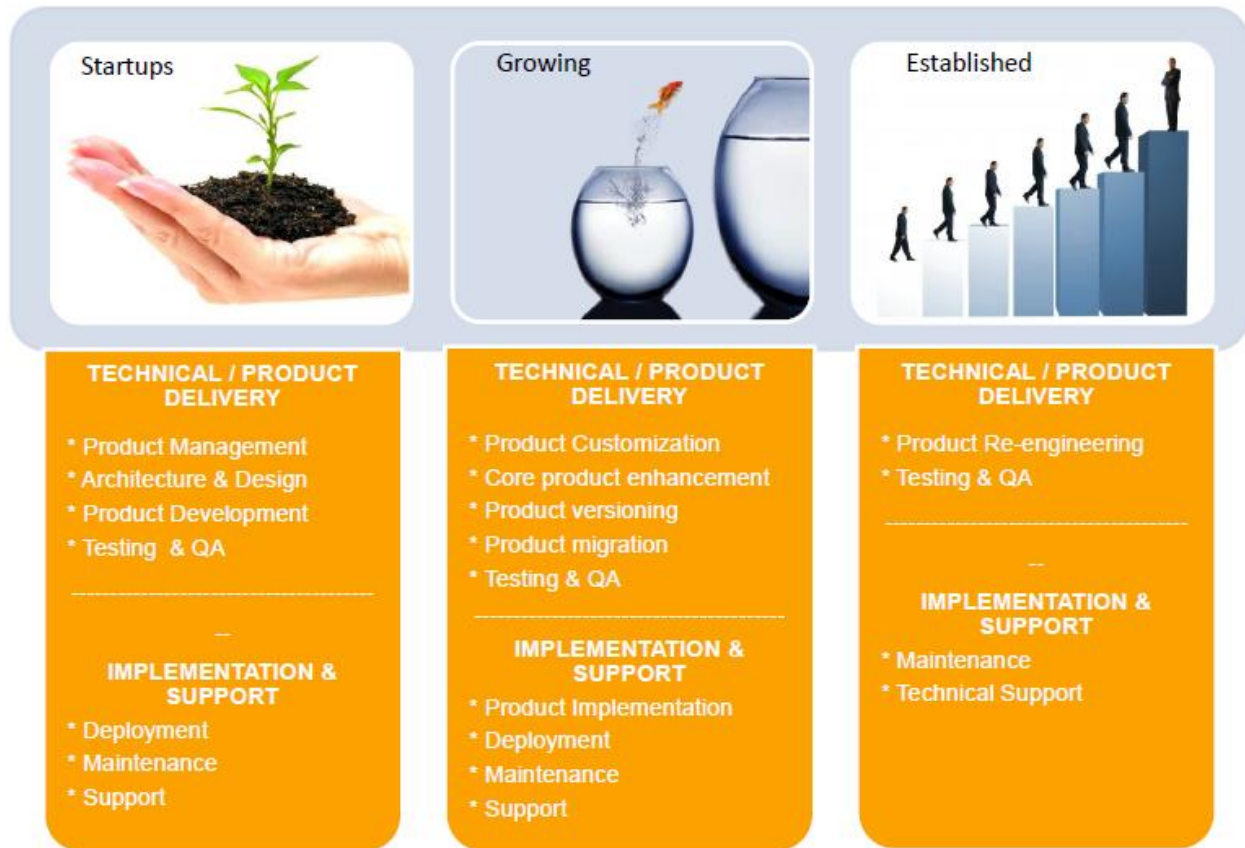 Startups
TECHNICAL / PRODUCT
DELIVERY
* Product Management
* Architecture & Design
* Product Development
* Testing & QA
---------------------------------------
--
IMPLEMENTATION &
SUPPORT
* Deployment
* Maintenance
* Support
Growing
TECHNICAL / PRODUCT
DELIVERY
* Product Customization
* Core product enhancement
* Product versioning
* Product migration
* Testing & QA
----------------------------------------
IMPLEMENTATION &
SUPPORT
* Product Implementation
* Deployment
* Maintenance
* Support
Established
TECHNICAL / PRODUCT
DELIVERY
* Product Re-engineering
* Testing & QA
---------------------------------------
--
IMPLEMENTATION &
SUPPORT
* Maintenance
* Technical Support